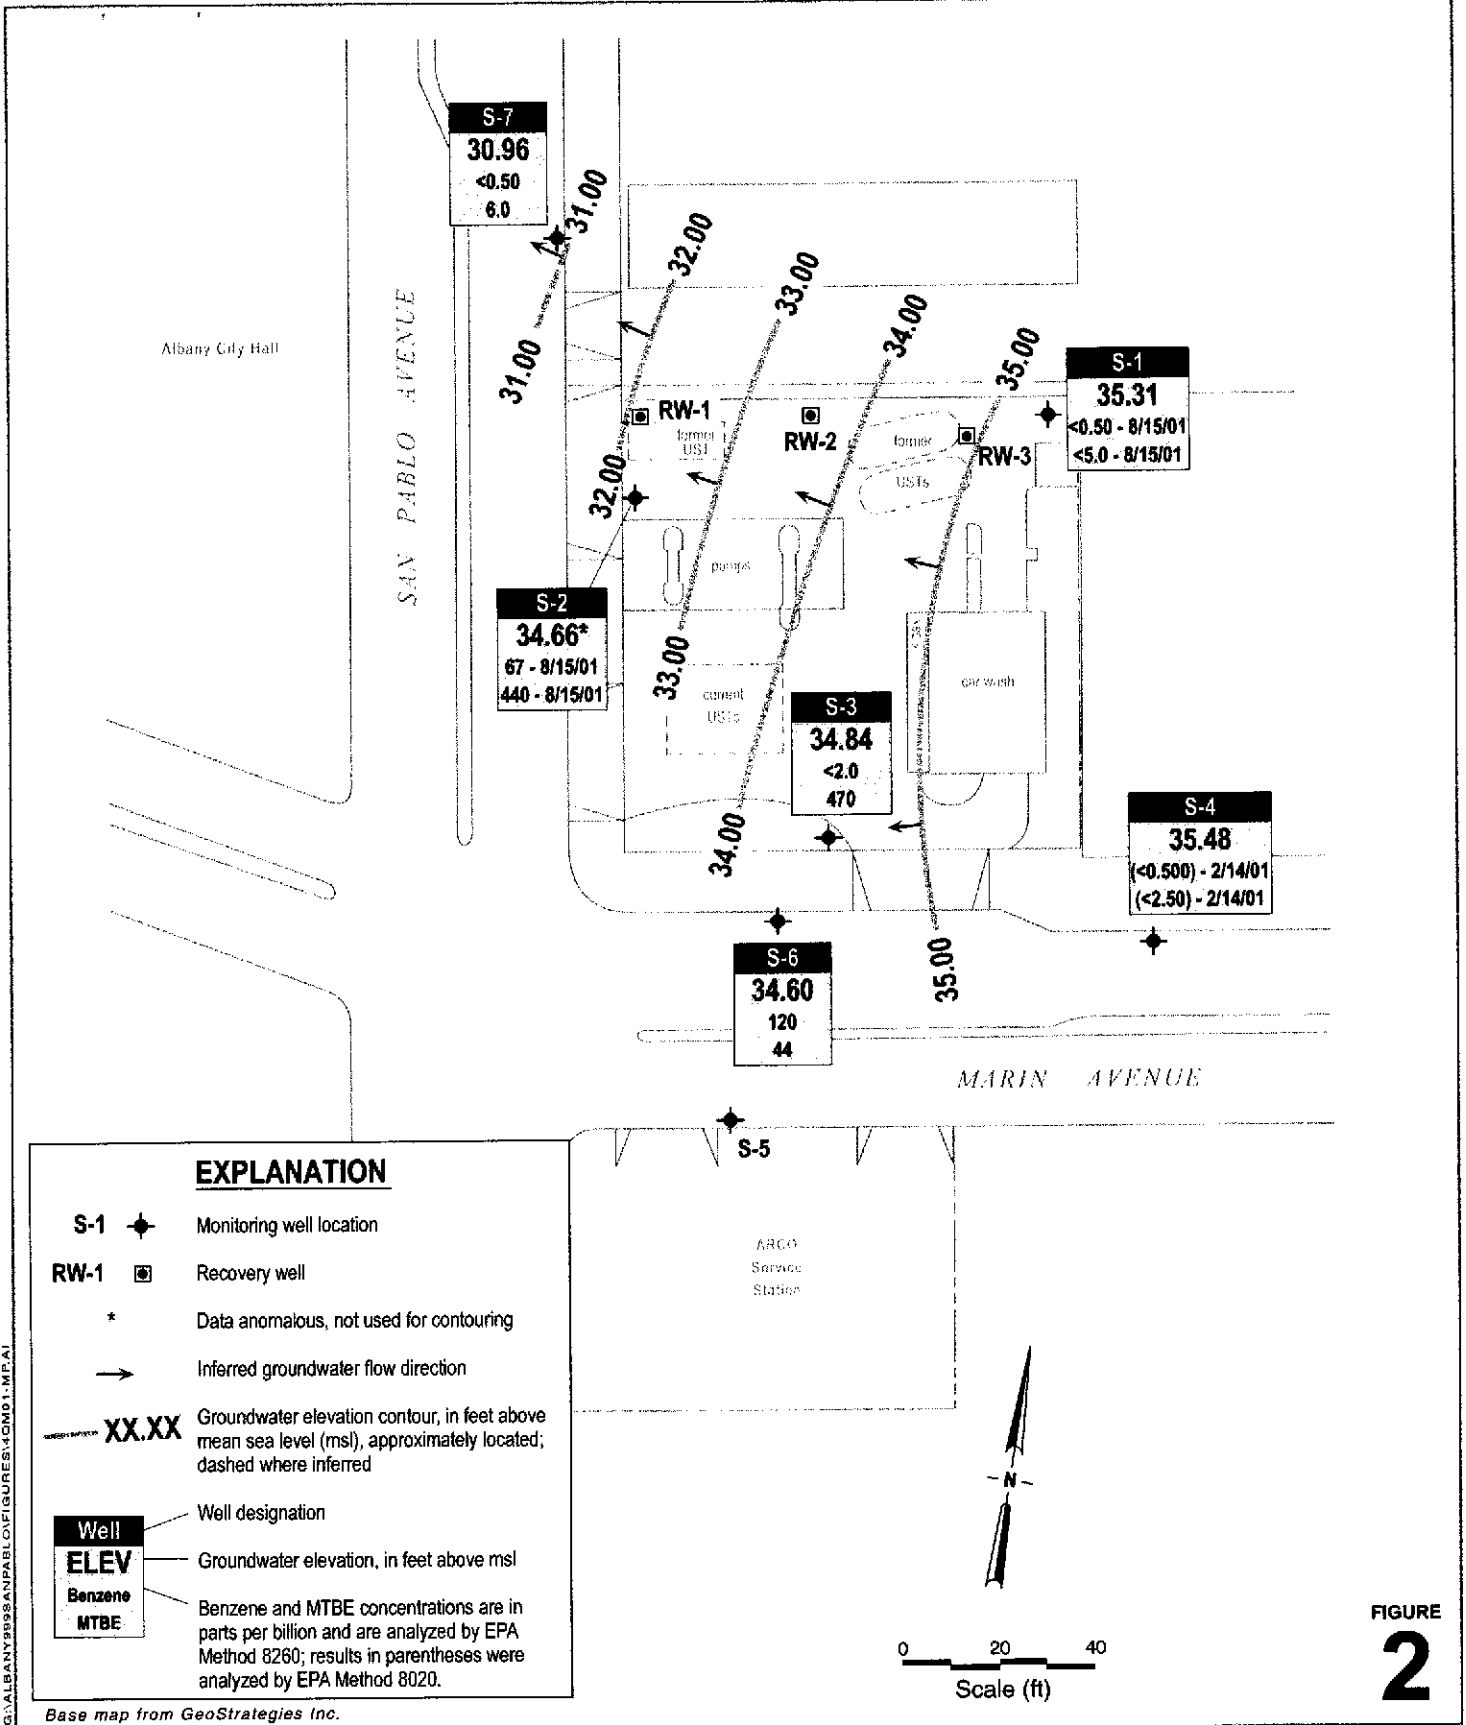 S-7
30.96
<0.50
6.0
31.00
32.00
33.00
34.00
35.00
Albany City Hall
SAN PABLO AVENUE
31.00
S-1
35.31
<0.50 - 8/15/01
<5.0 - 8/15/01
RW-1
former
UST
RW-2
former
USTs
RW-3
32.00
pumps
S-2
34.66*
67 - 8/15/01
440 - 8/15/01
33.00
current
USTs
car wash
S-3
34.84
<2.0
470
34.00
S-4
35.48
(<0.500) - 2/14/01
(<2.50) - 2/14/01
35.00
S-6
34.60
120
44
MARIN AVENUE
S-5
ARCO
Service
Station
EXPLANATION
S-1 Monitoring well location
RW-1 Recovery well
* Data anomalous, not used for contouring
Inferred groundwater flow direction
XX.XX Groundwater elevation contour, in feet above
mean sea level (msl), approximately located;
dashed where inferred
Well
ELEV
Benzene
MTBE
Well designation
Groundwater elevation, in feet above msl
Benzene and MTBE concentrations are in
parts per billion and are analyzed by EPA
Method 8260; results in parentheses were
analyzed by EPA Method 8020.
N
0 20 40
Scale (ft)
FIGURE
2
Base map from GeoStrategies Inc.
G:\ALBANY999SANPABLO\FIGURES\4QM01-MP.AI